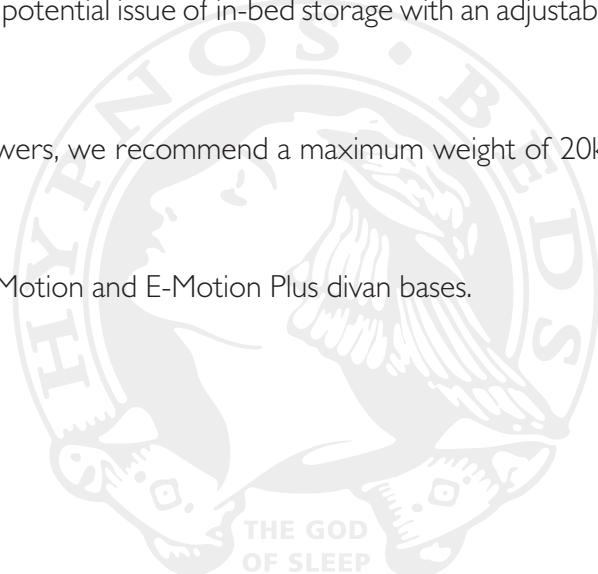 potential issue of in-bed storage with an adjustab
wers, we recommend a maximum weight of 20k
Motion and E-Motion Plus divan bases.
HYPNOS • BEDS
THE GOD
OF SLEEP